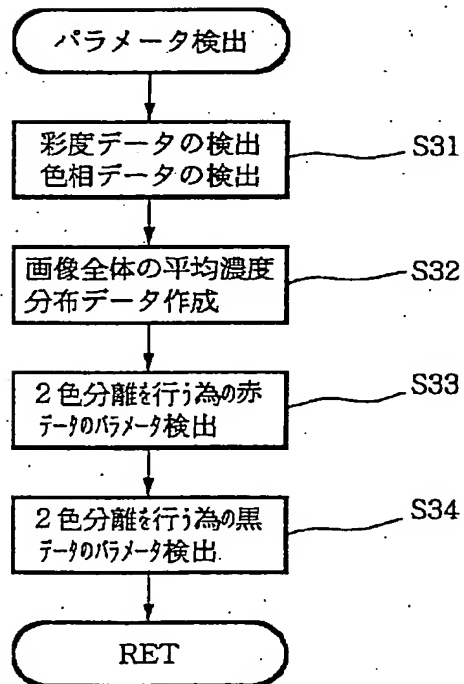 パラメータ検出
彩度データの検出
色相データの検出
S31
画像全体の平均濃度
分布データ作成
S32
2色分離を行う為の赤
データのパラメータ検出
S33
2色分離を行う為の黒
データのパラメータ検出
S34
RET